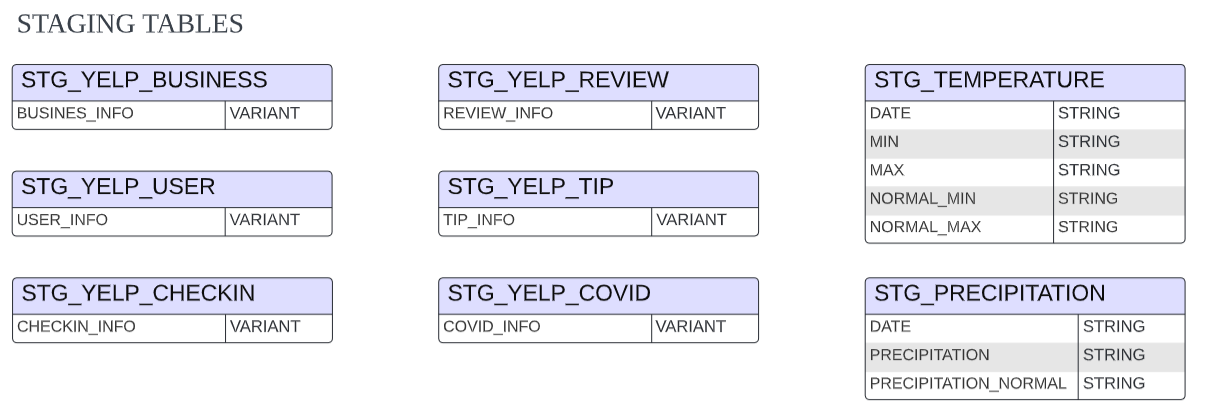 STAGING TABLES
STG_YELP_BUSINESS
BUSINES_INFO VARIANT
STG_YELP_USER
USER_INFO VARIANT
STG_YELP_CHECKIN
CHECKIN_INFO VARIANT
STG_YELP_REVIEW
REVIEW_INFO VARIANT
STG_YELP_TIP
TIP_INFO VARIANT
STG_YELP_COVID
COVID_INFO VARIANT
STG_TEMPERATURE
DATE STRING
MIN STRING
MAX STRING
NORMAL_MIN STRING
NORMAL_MAX STRING
STG_PRECIPITATION
DATE STRING
PRECIPITATION STRING
PRECIPITATION_NORMAL STRING